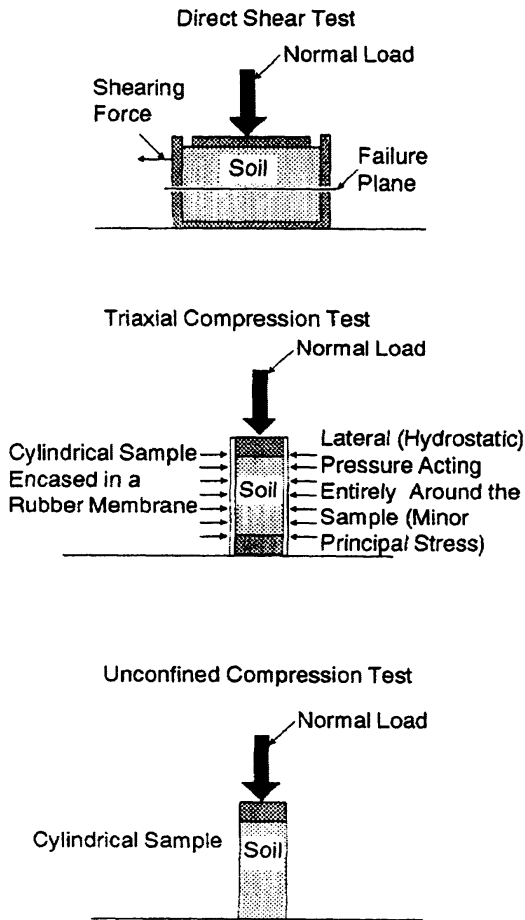 Direct Shear Test
Normal Load
Shearing
Force
Soil
Failure
Plane
Triaxial Compression Test
Normal Load
Cylindrical Sample
Encased in a
Rubber Membrane
Soil
Lateral (Hydrostatic)
Pressure Acting
Entirely Around the
Sample (Minor
Principal Stress)
Unconfined Compression Test
Normal Load
Cylindrical Sample
Soil